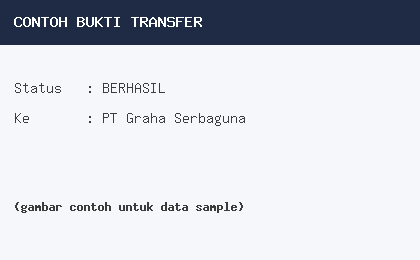 CONTOH BUKTI TRANSFER
Status : BERHASIL
Ke : PT Graha Serbaguna
(gambar contoh untuk data sample)